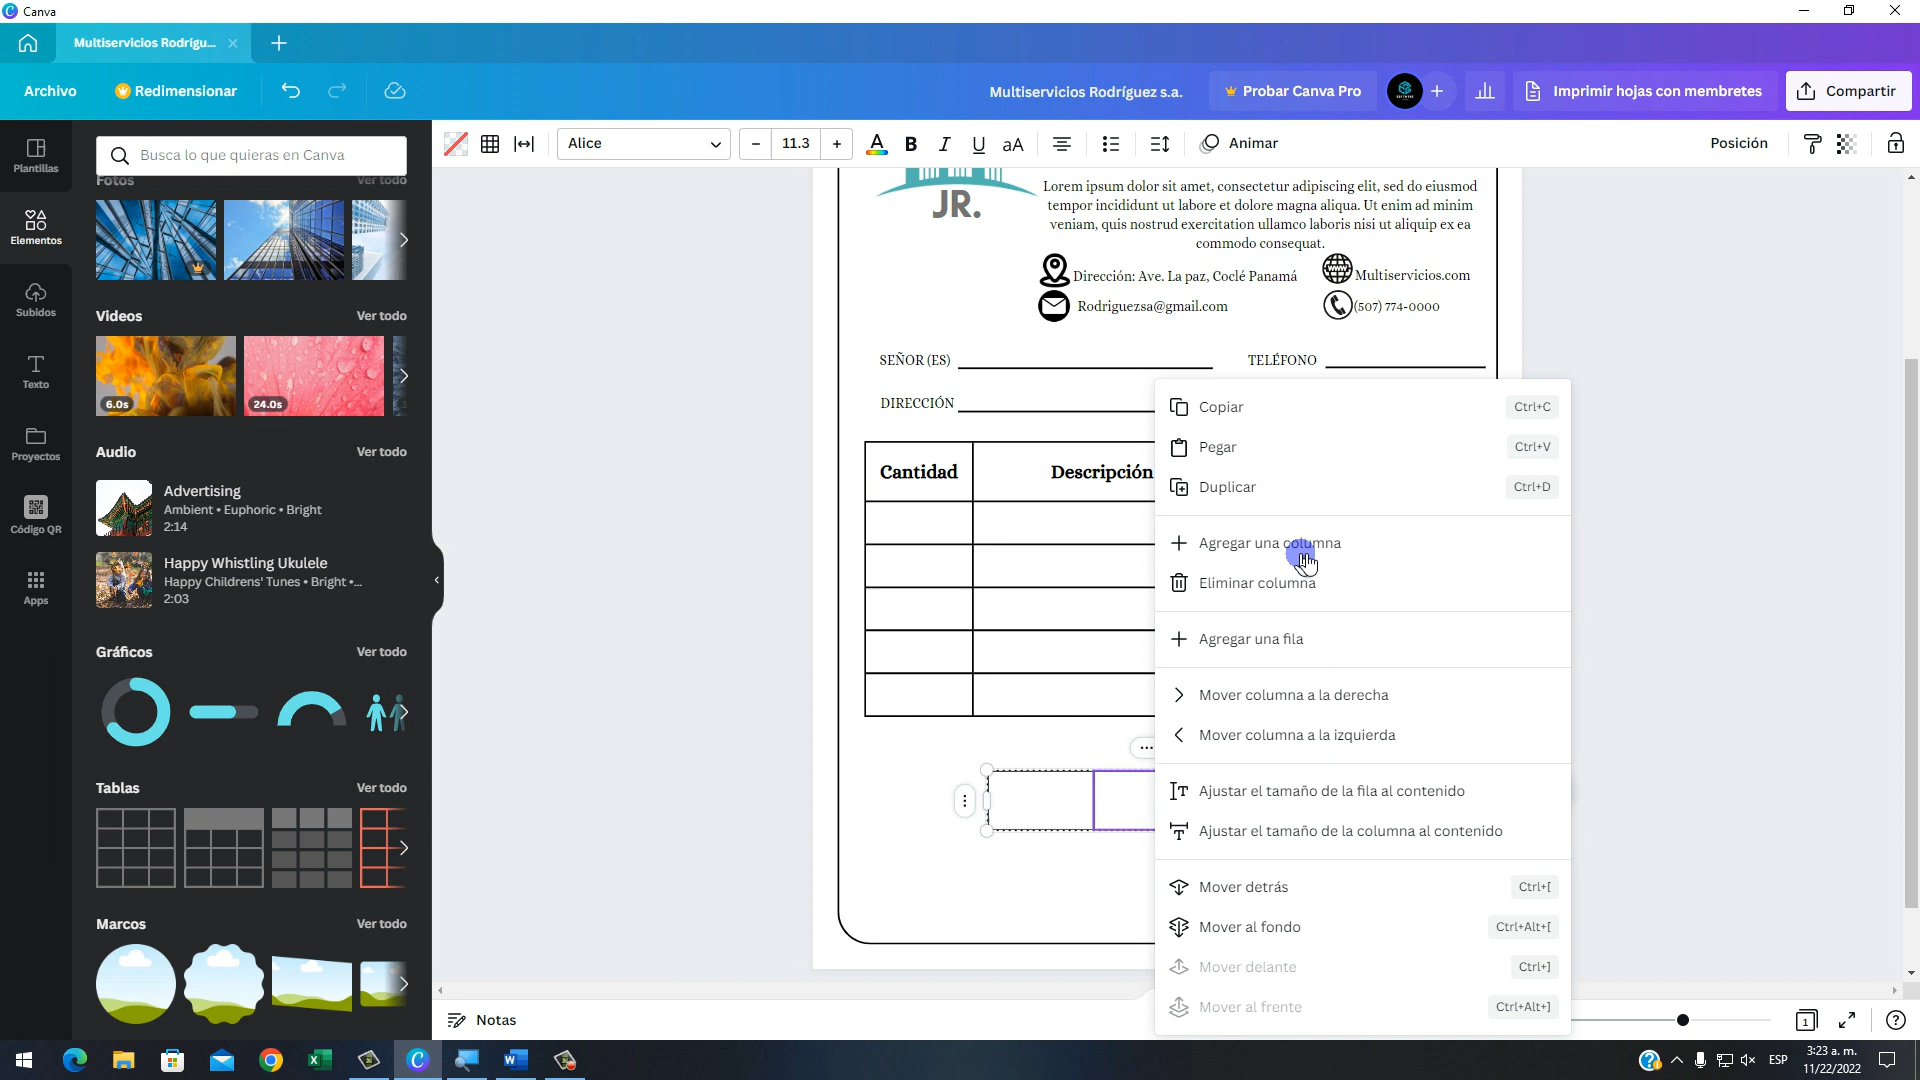 Canva
Multiservicios Rodrígu...
Archivo
Redimensionar
Multiservicios Rodríguez s.a.
Probar Canva Pro
Imprimir hojas con membretes
Compartir
Plantillas
Elementos
Subidos
Texto
Proyectos
Código QR
Apps
Busca lo que quieras en Canva
Fotos Ver todo
Videos Ver todo
6.0s 24.0s
Audio Ver todo
Advertising
Ambient • Euphoric • Bright
2:14
Happy Whistling Ukulele
Happy Childrens' Tunes • Bright •...
2:03
Gráficos Ver todo
Tablas Ver todo
Marcos Ver todo
Alice
11.3
B I U aA
Animar
Posición
JR.
Lorem ipsum dolor sit amet, consectetur adipiscing elit, sed do eiusmod
tempor incididunt ut labore et dolore magna aliqua. Ut enim ad minim
veniam, quis nostrud exercitation ullamco laboris nisi ut aliquip ex ea
commodo consequat.
Dirección: Ave. La paz, Coclé Panamá
Multiservicios.com
Rodriguezsa@gmail.com
(507) 774-0000
SEÑOR (ES)
TELÉFONO
DIRECCIÓN
Cantidad
Descripción
Copiar Ctrl+C
Pegar Ctrl+V
Duplicar Ctrl+D
Agregar una columna
Eliminar columna
Agregar una fila
Mover columna a la derecha
Mover columna a la izquierda
Ajustar el tamaño de la fila al contenido
Ajustar el tamaño de la columna al contenido
Mover detrás Ctrl+[
Mover al fondo Ctrl+Alt+[
Mover delante Ctrl+]
Mover al frente Ctrl+Alt+]
Notas
1
ESP
3:23 a. m.
11/22/2022